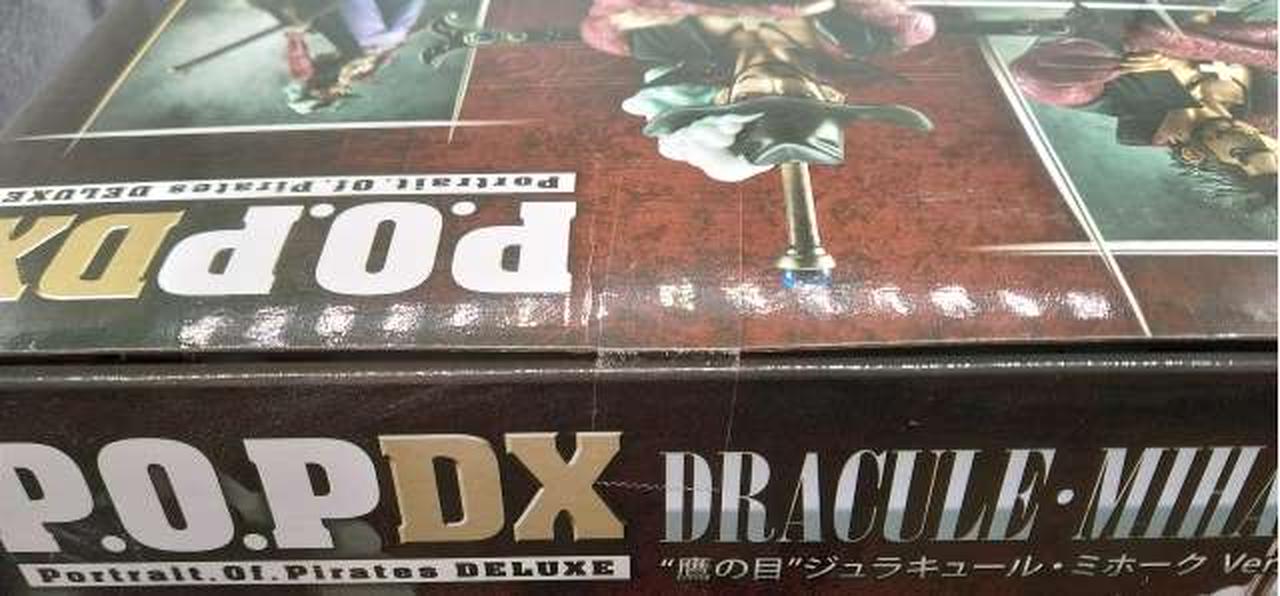 Portrait.Of.Pirates DELUXE
P.O.P DX
P.O.P DX
Portrait.Of.Pirates DELUXE
DRACULE・MIHA
“鷹の目”ジュラキュール・ミホーク Ver